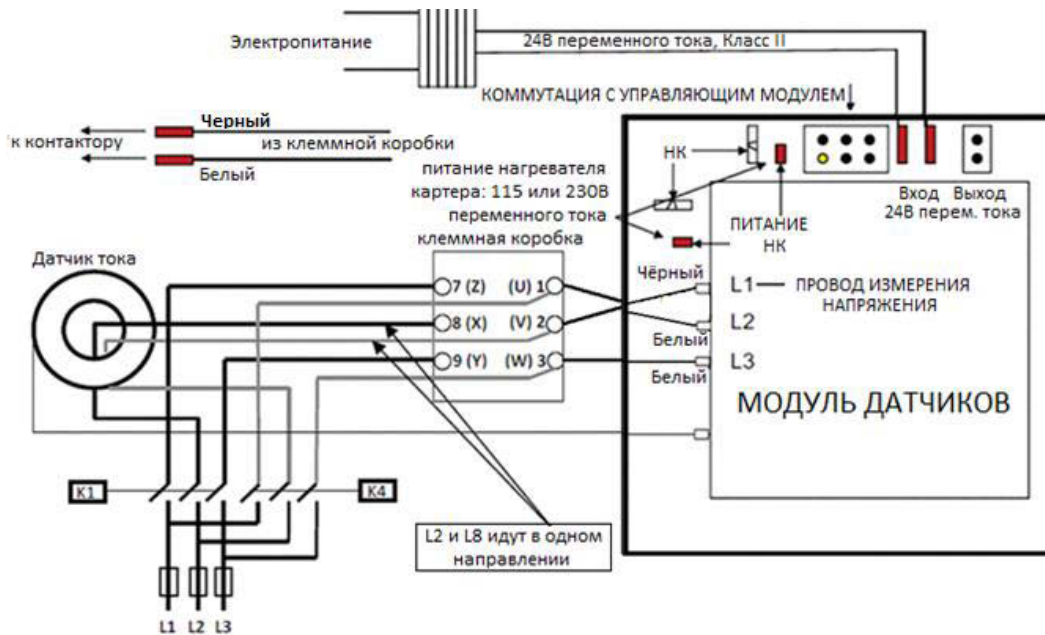 Электропитание
24В переменного тока, Класс II
КОММУТАЦИЯ С УПРАВЛЯЮЩИМ МОДУЛЕМ
Черный
к контактору
из клеммной коробки
Белый
НК
питание нагревателя
картера: 115 или 230В
переменного тока
клеммная коробка
Вход Выход
24В перем. тока
ПИТАНИЕ
НК
Датчик тока
7 (Z) (U) 1
8 (X) (V) 2
9 (Y) (W) 3
Чёрный
L1
ПРОВОД ИЗМЕРЕНИЯ
НАПРЯЖЕНИЯ
L2
Белый
L3
Белый
МОДУЛЬ ДАТЧИКОВ
K1
K4
L2 и L8 идут в одном
направлении
L1 L2 L3